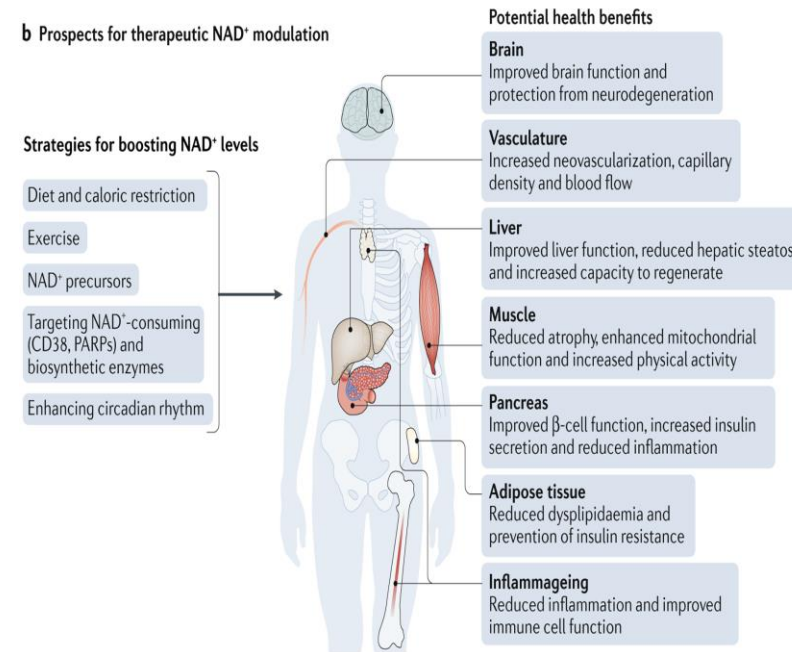 b Prospects for therapeutic NAD⁺ modulation
Strategies for boosting NAD⁺ levels
Diet and caloric restriction
Exercise
NAD⁺ precursors
Targeting NAD⁺-consuming
(CD38, PARPs) and
biosynthetic enzymes
Enhancing circadian rhythm
Potential health benefits
Brain
Improved brain function and
protection from neurodegeneration
Vasculature
Increased neovascularization, capillary
density and blood flow
Liver
Improved liver function, reduced hepatic steatos
and increased capacity to regenerate
Muscle
Reduced atrophy, enhanced mitochondrial
function and increased physical activity
Pancreas
Improved β-cell function, increased insulin
secretion and reduced inflammation
Adipose tissue
Reduced dysplipidaemia and
prevention of insulin resistance
Inflammageing
Reduced inflammation and improved
immune cell function